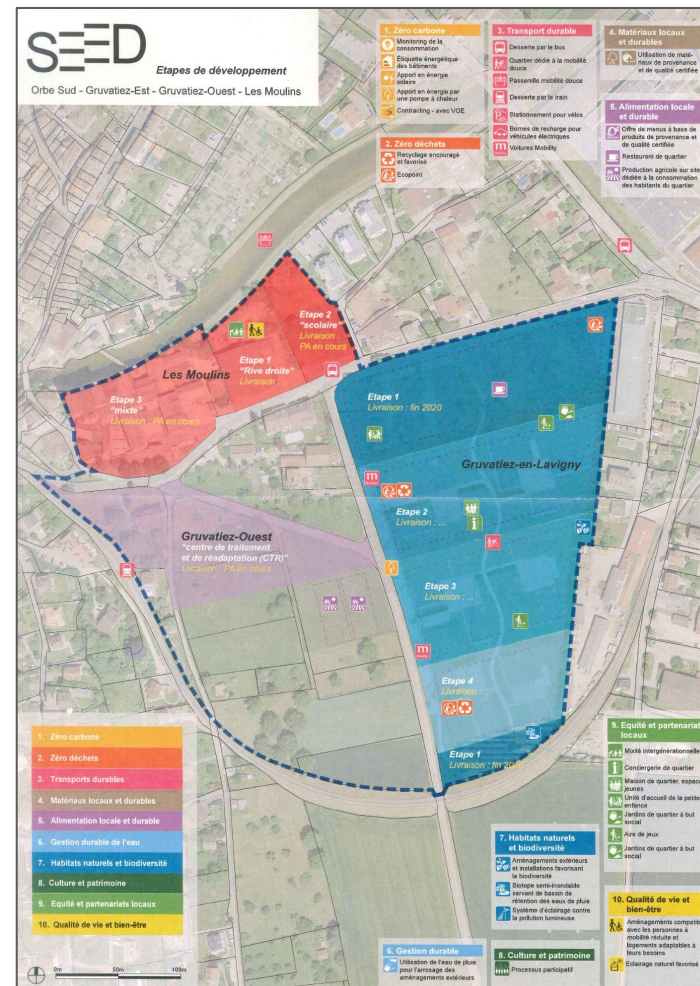 SEED
Etapes de développement
Orbe Sud - Gruvatiez-Est - Gruvatiez-Ouest - Les Moulins
1. Zéro carbone
Monitoring de la
consommation
Étiquette énergétique
des bâtiments
Apport en énergie
solaire
Apport en énergie par
une pompe à chaleur
Contracting - avec VOE
2. Zéro déchets
Recyclage encouragé
et favorisé
Ecopoint
3. Transport durable
Desserte par le bus
Quartier dédié à la mobilité
douce
Passerelle mobilité douce
Desserte par le train
Stationnement pour vélos
Bornes de recharge pour
véhicules électriques
Voitures Mobility
4. Matériaux locaux
et durables
Utilisation de maté-
riaux de provenance
et de qualité certifiée
5. Alimentation locale
et durable
Offre de menus à base de
produits de provenance et
de qualité certifiée
Restaurant de quartier
Production agricole sur site
dédiée à la consommation
des habitants du quartier
Etape 2
"scolaire"
Livraison :
PA en cours
Etape 1
"Rive droite"
Livraison :
Les Moulins
Etape 3
"mixte"
Livraison : PA en cours
Etape 1
Livraison : fin 2020
Gruvatiez-en-Lavigny
Etape 2
Livraison : ...
Gruvatiez-Ouest
"centre de traitement
et de réadaptation (CTR)"
Livraison : PA en cours
Etape 3
Livraison : ...
Etape 4
Livraison :
Etape 1
Livraison : fin
1. Zéro carbone
2. Zéro déchets
3. Transports durables
4. Matériaux locaux et durables
5. Alimentation locale et durable
6. Gestion durable de l'eau
7. Habitats naturels et biodiversité
8. Culture et patrimoine
9. Equité et partenariats locaux
10. Qualité de vie et bien-être
0m 50m 100m
6. Gestion durable
Utilisation de l'eau de pluie
pour l'arrosage des
aménagements extérieurs
7. Habitats naturels
et biodiversité
Aménagements extérieurs
et installations favorisant
la biodiversité
Biotope semi-inondable
servant de bassin de
rétention des eaux de pluie
Système d'éclairage contre
la pollution lumineuse
8. Culture et patrimoine
Processus participatif
9. Equité et partenariats
locaux
Mixité intergénérationnelle
Conciergerie de quartier
Maison de quartier, espace
jeunes
Unité d'accueil de la petite
enfance
Jardins de quartier à but
social
Aire de jeux
Jardins de quartier à but
social
10. Qualité de vie et
bien-être
Aménagements
avec les personnes à
mobilité réduite et
logements adaptables à
leurs besoins
Eclairage naturel favorisé